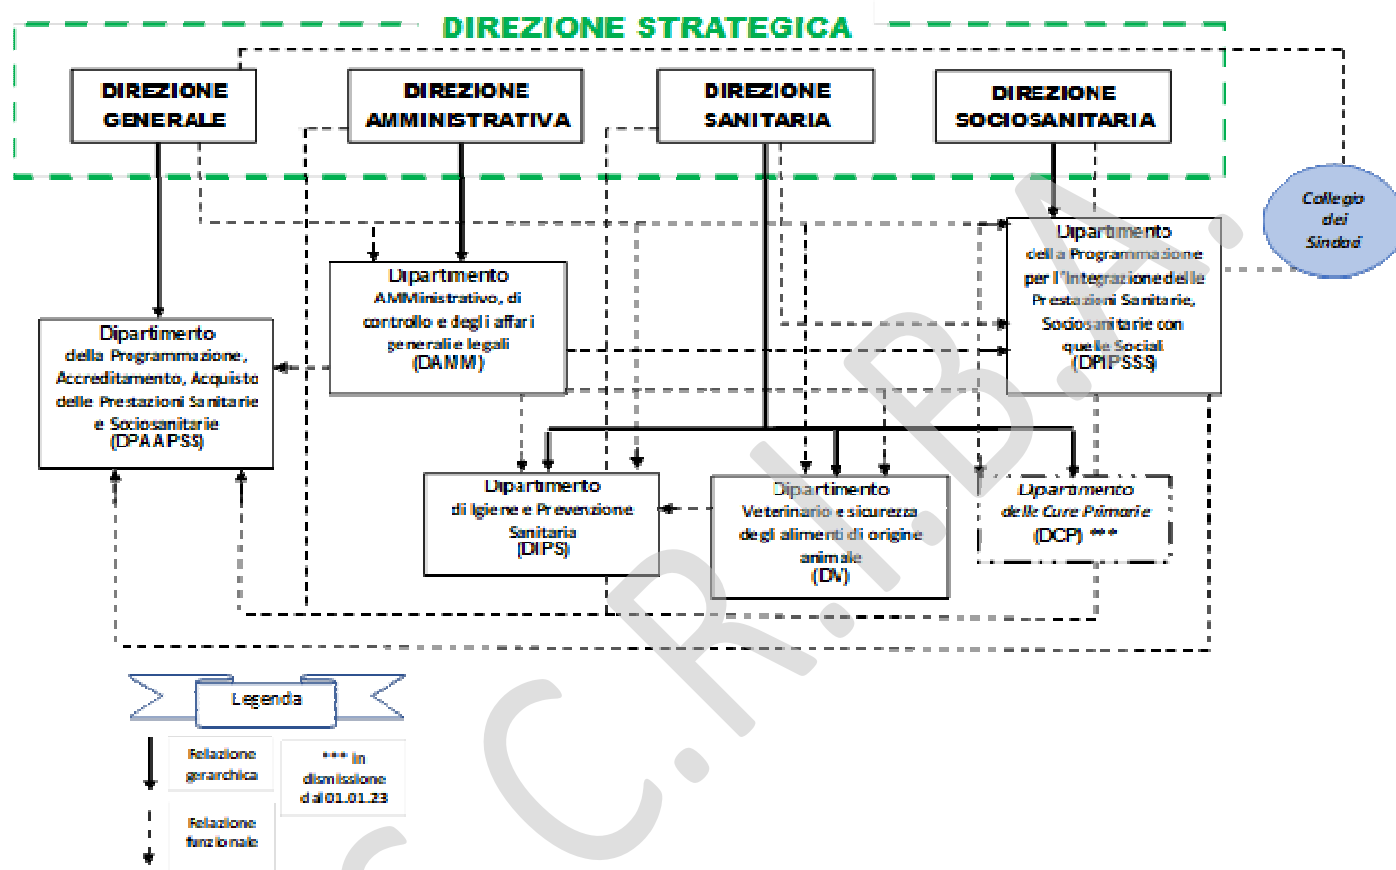 DIREZIONE STRATEGICA
DIREZIONE
GENERALE
DIREZIONE
AMMINISTRATIVA
DIREZIONE
SANITARIA
DIREZIONE
SOCIOSANITARIA
Collegio
dei
Sindaci
Dipartimento
della Programmazione
per l'Integrazione delle
Prestazioni Sanitarie,
Sociosanitarie con
quelle Sociali
(DPIPSSS)
Dipartimento
AMMinistrativo, di
controllo e degli affari
generali e legali
(DAMM)
Dipartimento
della Programmazione,
Accreditamento, Acquisto
delle Prestazioni Sanitarie
e Sociosanitarie
(DPAAPSS)
Dipartimento
di Igiene e Prevenzione
Sanitaria
(DIPS)
Dipartimento
Veterinario e sicurezza
degli alimenti di origine
animale
(DV)
Dipartimento
delle Cure Primarie
(DCP) ***
Legenda
Relazione
gerarchica
*** in
dismissione
dal 01.01.23
Relazione
funzionale
C.R.I.B.A.